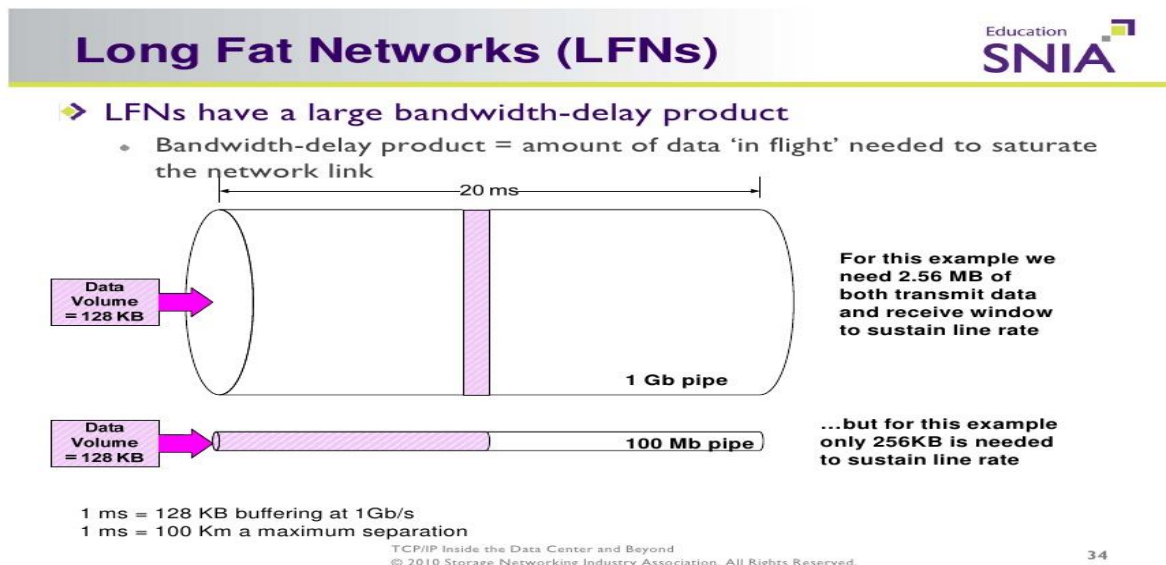 Long Fat Networks (LFNs)
Education
SNIA
LFNs have a large bandwidth-delay product
• Bandwidth-delay product = amount of data ‘in flight’ needed to saturate
the network link
20 ms
Data
Volume
= 128 KB
1 Gb pipe
For this example we
need 2.56 MB of
both transmit data
and receive window
to sustain line rate
Data
Volume
= 128 KB
100 Mb pipe
...but for this example
only 256KB is needed
to sustain line rate
1 ms = 128 KB buffering at 1Gb/s
1 ms = 100 Km a maximum separation
TCP/IP Inside the Data Center and Beyond
© 2010 Storage Networking Industry Association. All Rights Reserved.
34